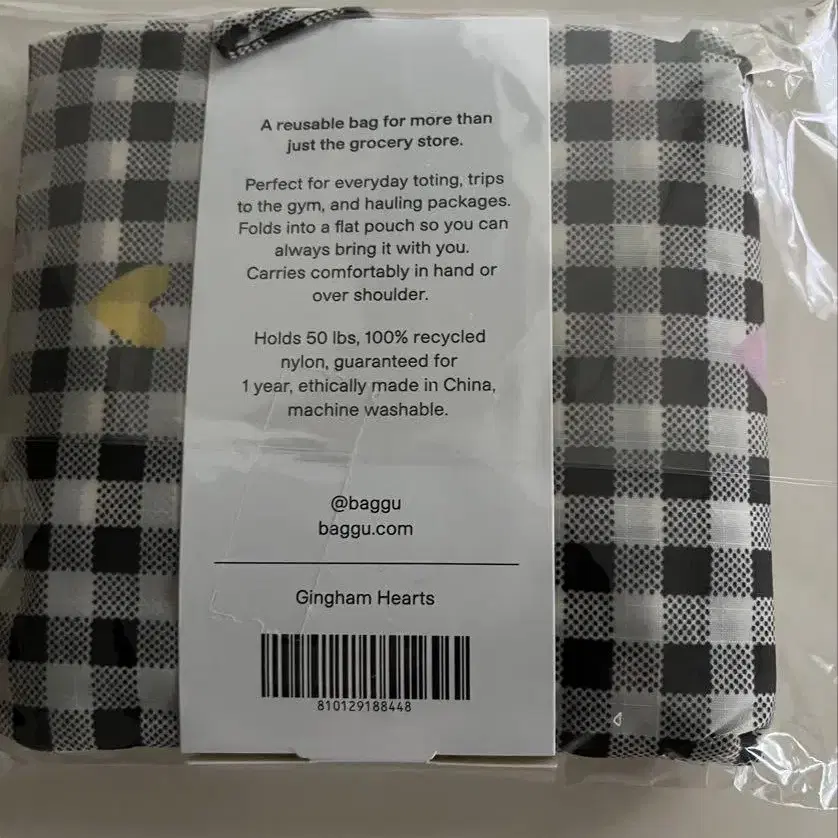 A reusable bag for more than
just the grocery store.
Perfect for everyday toting, trips
to the gym, and hauling packages.
Folds into a flat pouch so you can
always bring it with you.
Carries comfortably in hand or
over shoulder.
Holds 50 lbs, 100% recycled
nylon, guaranteed for
1 year, ethically made in China,
machine washable.
@baggu
baggu.com
Gingham Hearts
810129188448